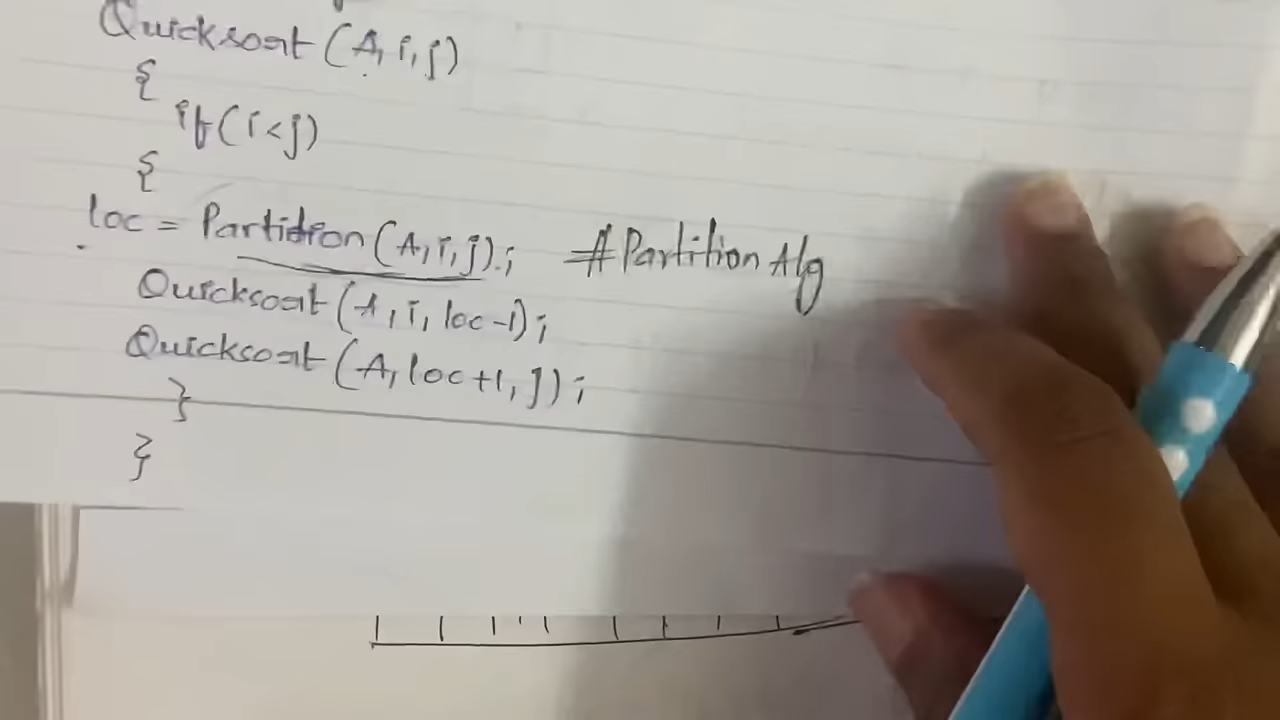 Quicksort (A, i, j)
{
if (i < j)
{
loc = Partition (A, i, j); # Partition Alg
Quicksort (A, i, loc-1);
Quicksort (A, loc+1, j);
}
}